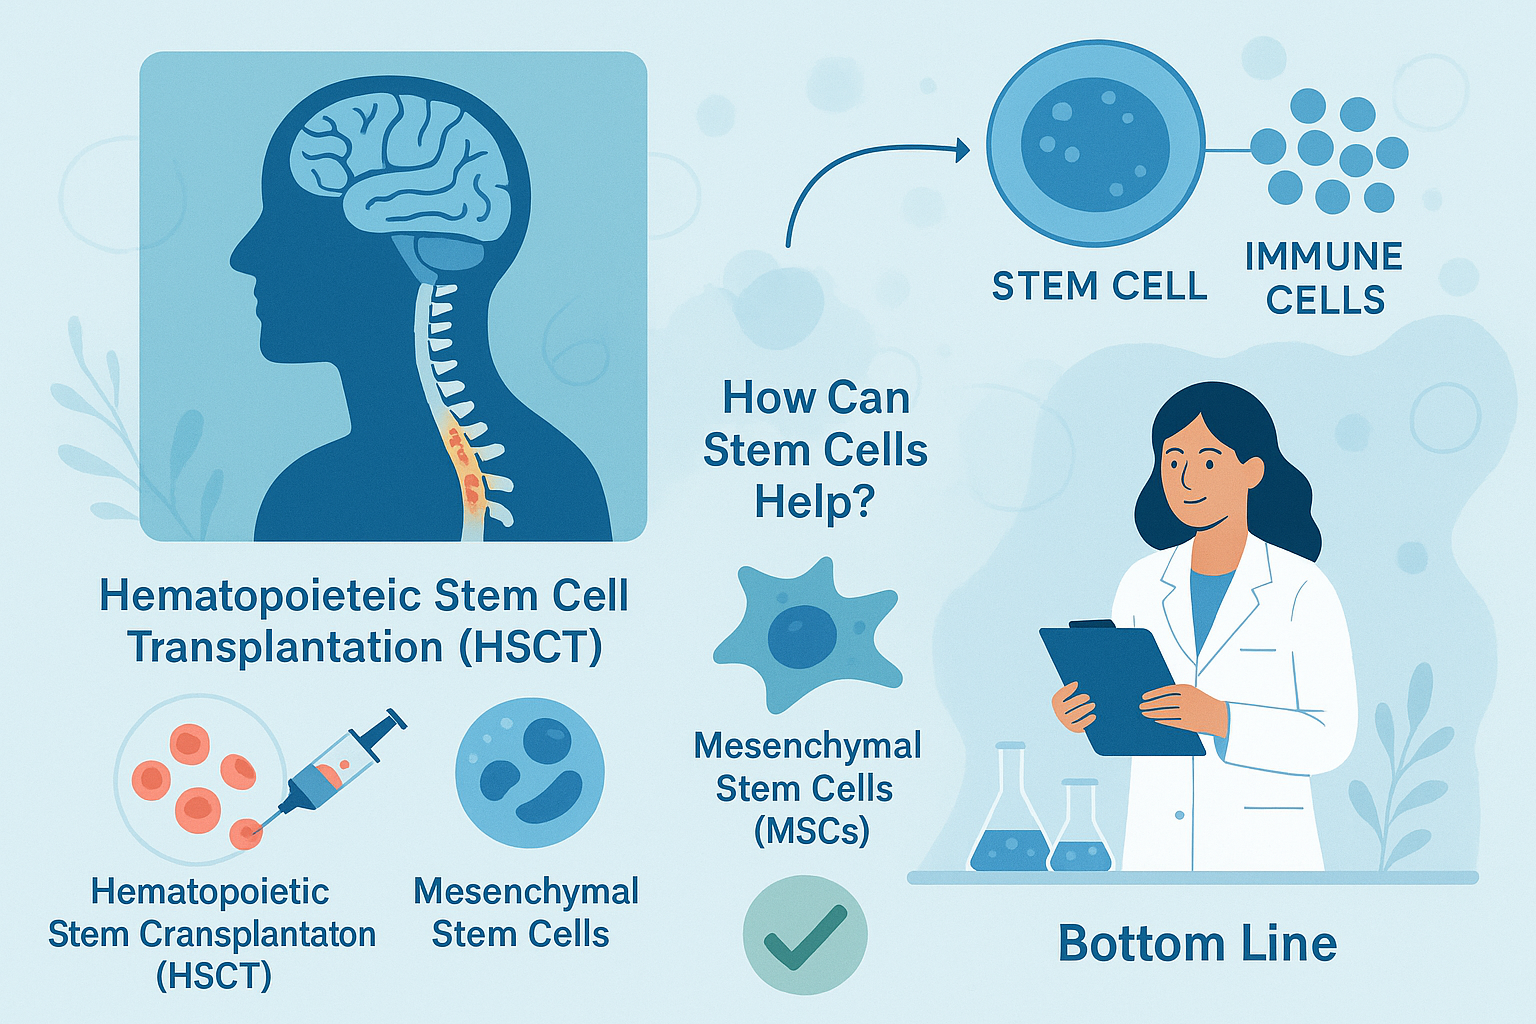 STEM CELL
IMMUNE
CELLS
How Can
Stem Cells
Help?
Hematopoieteic Stem Cell
Transplantation (HSCT)
Hematopoietic
Stem Cransplantaton
(HSCT)
Mesenchymal
Stem Cells
Mesenchymal
Stem Cells
(MSCs)
Bottom Line